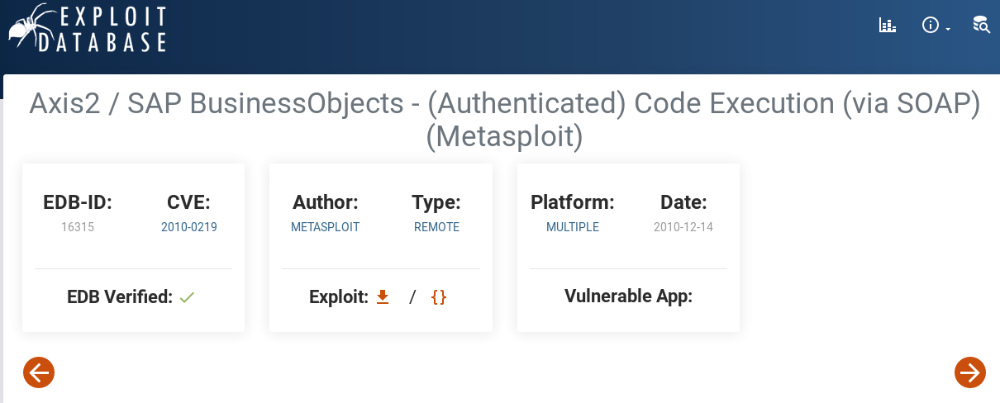 EXPLOIT
DATABASE
Axis2 / SAP BusinessObjects - (Authenticated) Code Execution (via SOAP)
(Metasploit)
EDB-ID:
16315
CVE:
2010-0219
EDB Verified:
Author:
METASPLOIT
Type:
REMOTE
Exploit: / {}
Platform:
MULTIPLE
Date:
2010-12-14
Vulnerable App: